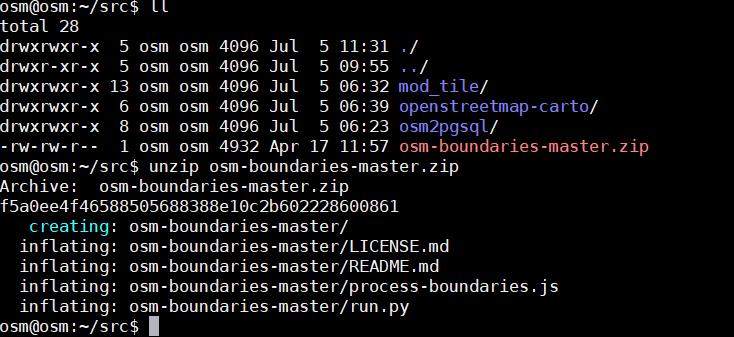 osm@osm:~/src$ ll
total 28
drwxrwxr-x  5 osm osm 4096 Jul  5 11:31 ./
drwxr-xr-x  5 osm osm 4096 Jul  5 09:55 ../
drwxrwxr-x 13 osm osm 4096 Jul  5 06:32 mod_tile/
drwxrwxr-x  6 osm osm 4096 Jul  5 06:39 openstreetmap-carto/
drwxrwxr-x  8 osm osm 4096 Jul  5 06:23 osm2pgsql/
-rw-rw-r--  1 osm osm 4932 Apr 17 11:57 osm-boundaries-master.zip
osm@osm:~/src$ unzip osm-boundaries-master.zip
Archive:  osm-boundaries-master.zip
f5a0ee4f46588505688388e10c2b602228600861
   creating: osm-boundaries-master/
  inflating: osm-boundaries-master/LICENSE.md
  inflating: osm-boundaries-master/README.md
  inflating: osm-boundaries-master/process-boundaries.js
  inflating: osm-boundaries-master/run.py
osm@osm:~/src$